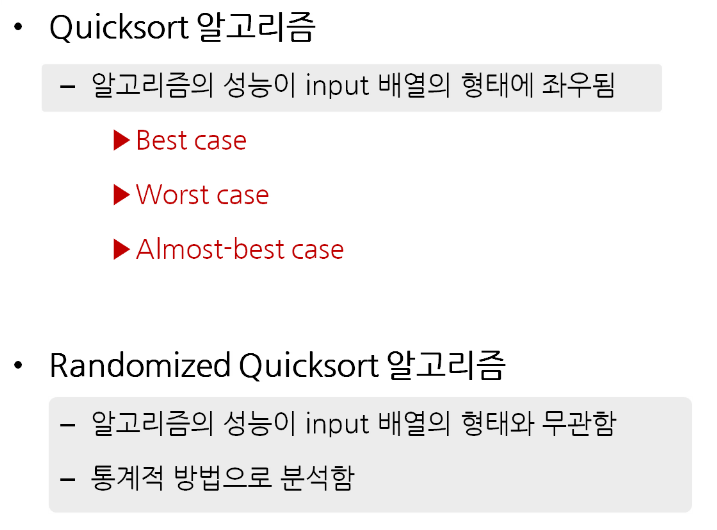 • Quicksort 알고리즘
– 알고리즘의 성능이 input 배열의 형태에 좌우됨
▶Best case
▶Worst case
▶Almost-best case
• Randomized Quicksort 알고리즘
– 알고리즘의 성능이 input 배열의 형태와 무관함
– 통계적 방법으로 분석함